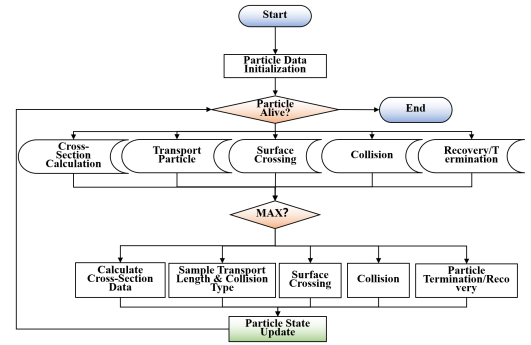 Start
Particle Data
Initialization
Particle
Alive?
End
Cross-
Section
Calculation
Transport
Particle
Surface
Crossing
Collision
Recovery/T
ermination
MAX?
Calculate
Cross-Section
Data
Sample Transport
Length & Collision
Type
Surface
Crossing
Collision
Particle
Termination/Reco
very
Particle State
Update